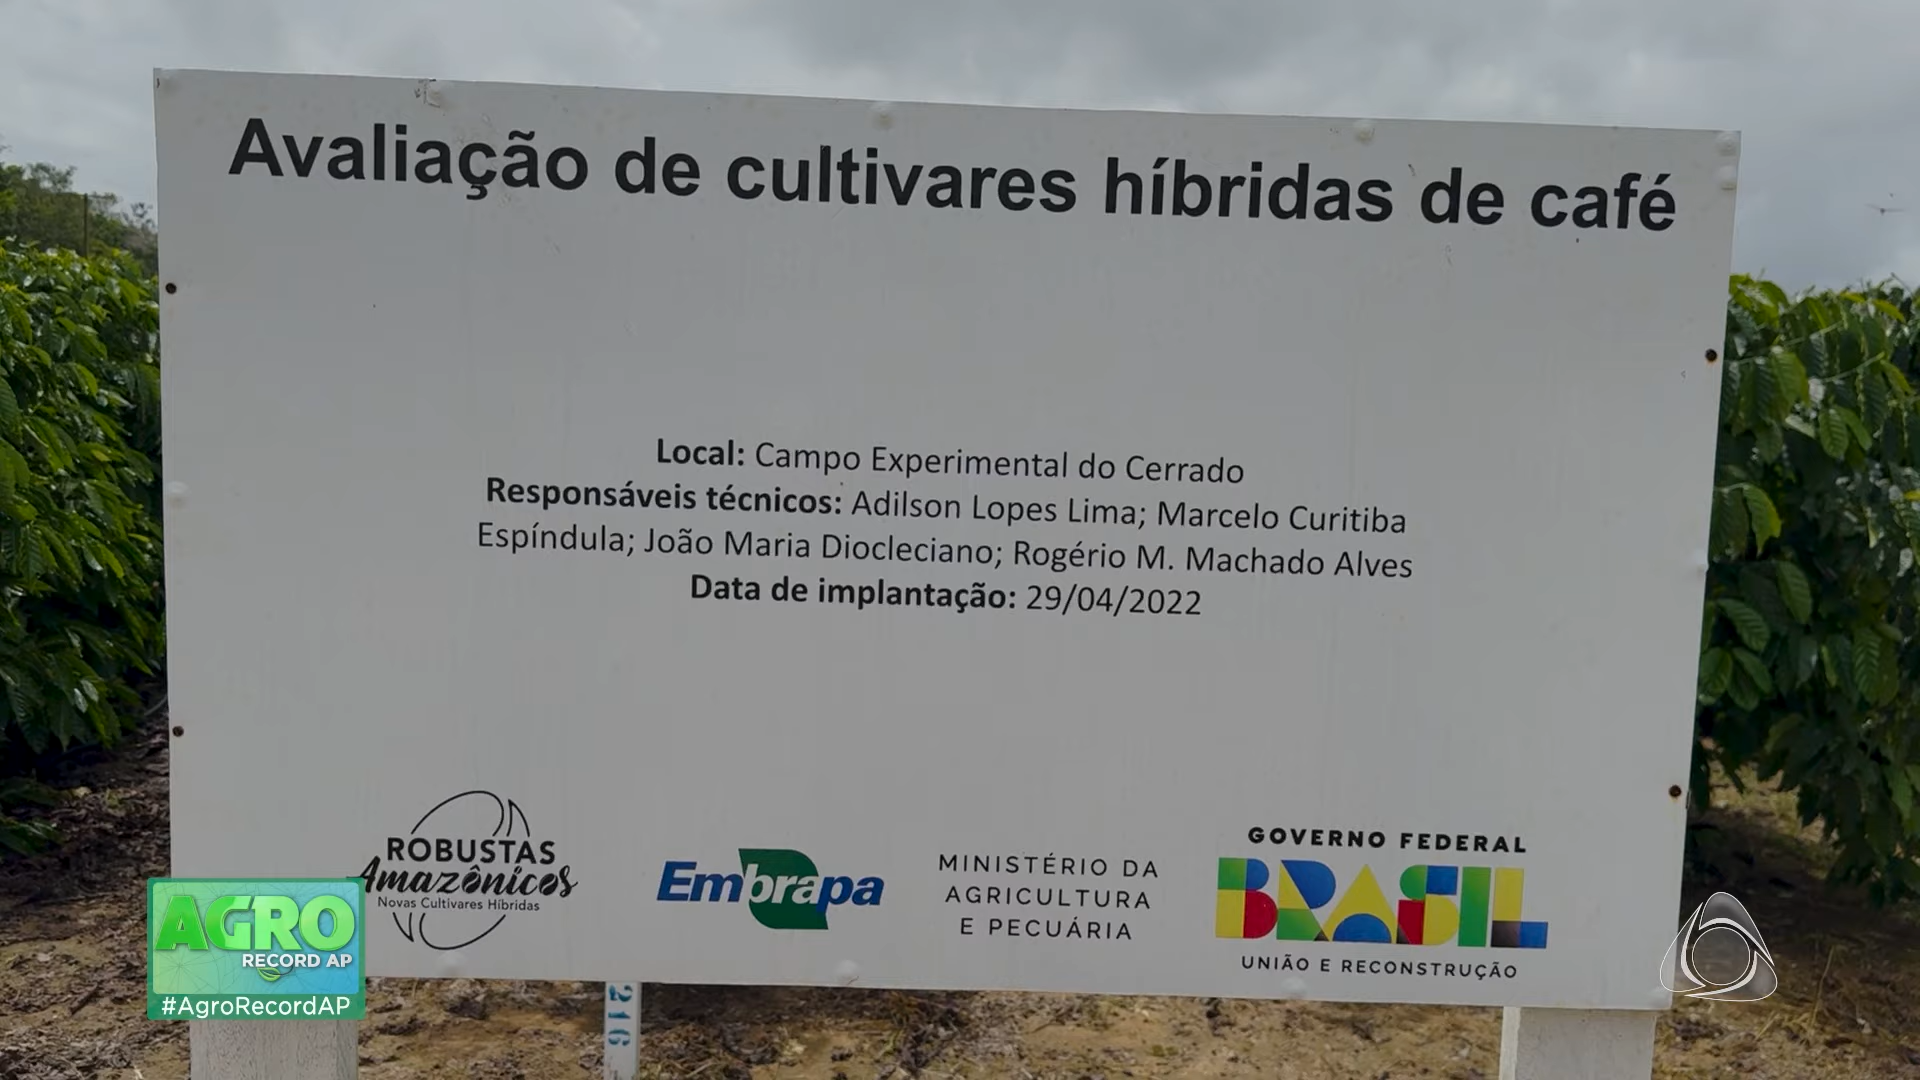 Avaliação de cultivares híbridas de café
Local: Campo Experimental do Cerrado
Responsáveis técnicos: Adilson Lopes Lima; Marcelo Curitiba
Espíndula; João Maria Diocleciano; Rogério M. Machado Alves
Data de implantação: 29/04/2022
ROBUSTAS
Amazônicos
Novas Cultivares Híbridas
Embrapa
MINISTÉRIO DA
AGRICULTURA
E PECUÁRIA
GOVERNO FEDERAL
BRASIL
UNIÃO E RECONSTRUÇÃO
AGRO
RECORD AP
#AgroRecordAP
216